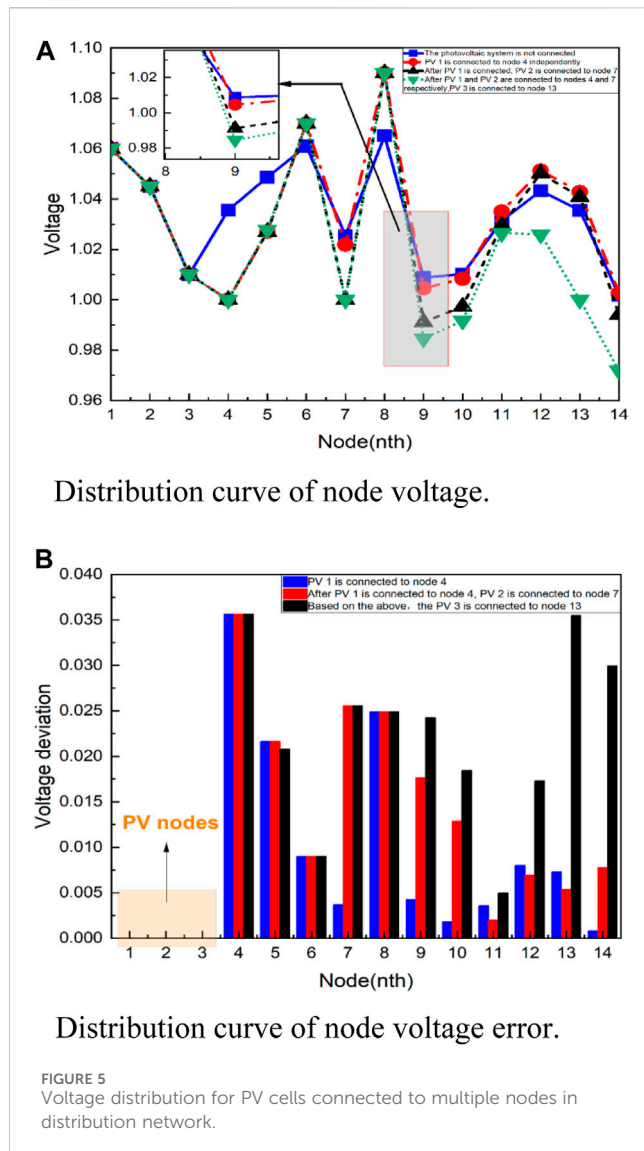 A
1.10
1.08
1.06
1.04
1.02
1.00
0.98
0.96
Voltage
1.02
1.00
0.98
8
9
The photovoltaic system is not connected
PV 1 is connected to node 4 independently
After PV 1 is connected, PV 2 is connected to node 7
After PV 1 and PV 2 are connected to nodes 4 and 7
respectively,PV 3 is connected to node 13
1 2 3 4 5 6 7 8 9 10 11 12 13 14
Node(nth)
Distribution curve of node voltage.
B
0.040
0.035
0.030
0.025
0.020
0.015
0.010
0.005
0.000
Voltage deviation
PV 1 is connected to node 4
After PV 1 is connected to node 4, PV 2 is connected to node 7
Based on the above，the PV 3 is connected to node 13
PV nodes
1 2 3 4 5 6 7 8 9 10 11 12 13 14
Node(nth)
Distribution curve of node voltage error.
FIGURE 5
Voltage distribution for PV cells connected to multiple nodes in
distribution network.